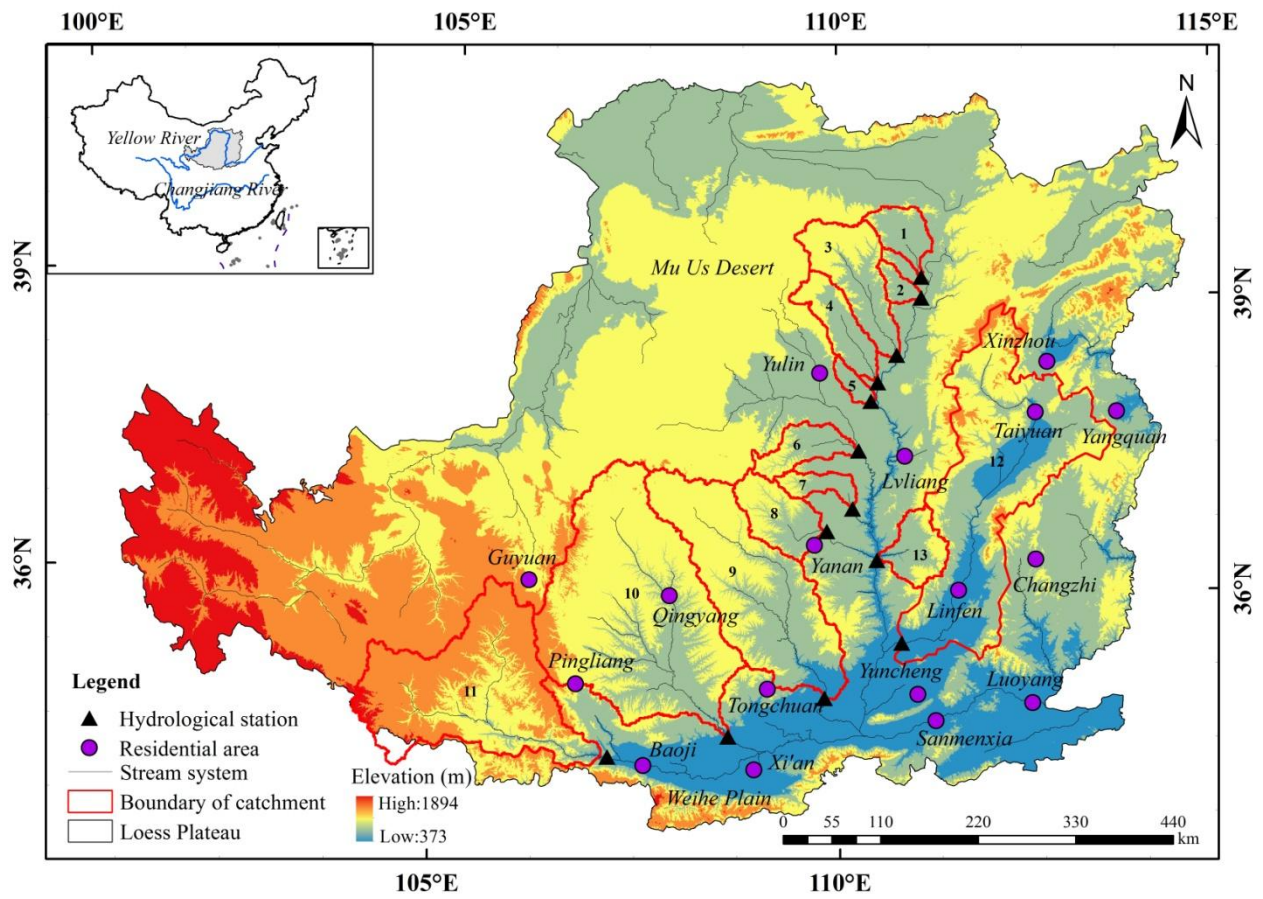 100°E
105°E
110°E
115°E
N
Yellow River
Changjiang River
39°N
39°N
1
3
2
Mu Us Desert
4
Xinzhou
Yulin
5
Taiyuan
Yangquan
6
12
Lvliang
7
8
36°N
36°N
Guyuan
Yanan
13
Changzhi
9
10
Qingyang
Linfen
Pingliang
Yuncheng
Luoyang
Legend
11
Tongchuan
Hydrological station
Sanmenxia
Residential area
Baoji
Xi'an
Stream system
Elevation (m)
Weihe Plain
Boundary of catchment
High:1894
Loess Plateau
Low:373
0 55 110 220 330 440
km
105°E
110°E